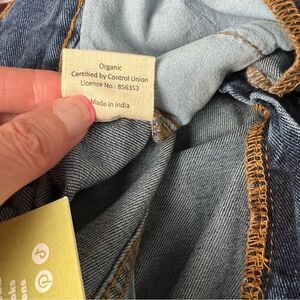 Organic
Certified by Control Union
Licence No.: 856353
Made in India